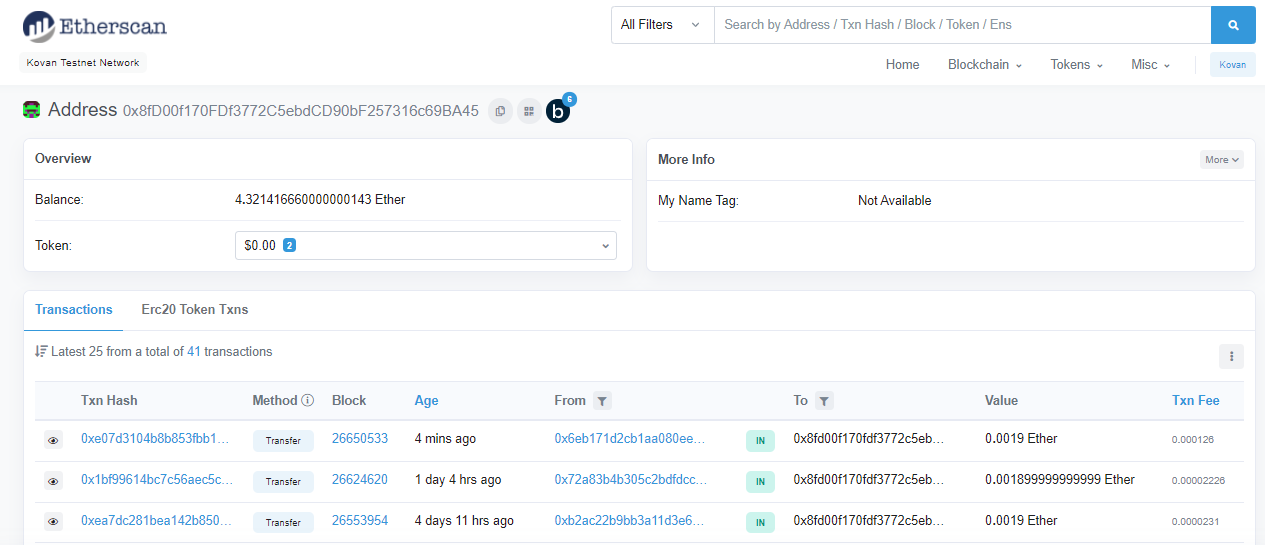 Etherscan
All Filters Search by Address / Txn Hash / Block / Token / Ens
Kovan Testnet Network
Home Blockchain Tokens Misc Kovan
Address 0x8fD00f170FDf3772C5ebdCD90bF257316c69BA45 b 6
Overview
Balance: 4.321416660000000143 Ether
Token: $0.00 2
More Info More
My Name Tag: Not Available
Transactions Erc20 Token Txns
Latest 25 from a total of 41 transactions
Txn Hash Method Block Age From To Value Txn Fee
0xe07d3104b8b853fbb1... Transfer 26650533 4 mins ago 0x6eb171d2cb1aa080ee... IN 0x8fd00f170fdf3772c5eb... 0.0019 Ether 0.000126
0x1bf99614bc7c56aec5c... Transfer 26624620 1 day 4 hrs ago 0x72a83b4b305c2bdfdcc... IN 0x8fd00f170fdf3772c5eb... 0.001899999999999 Ether 0.00002226
0xea7dc281bea142b850... Transfer 26553954 4 days 11 hrs ago 0xb2ac22b9bb3a11d3e6... IN 0x8fd00f170fdf3772c5eb... 0.0019 Ether 0.0000231